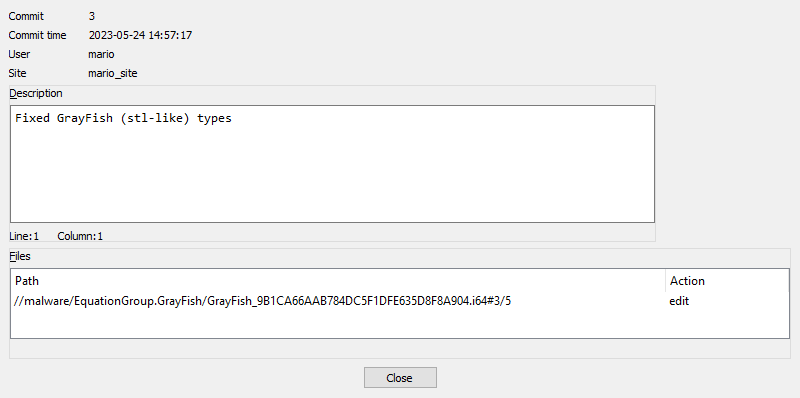 Commit 3
Commit time 2023-05-24 14:57:17
User mario
Site mario_site
Description
Fixed GrayFish (stl-like) types
Line:1 Column:1
Files
Path Action
//malware/EquationGroup.GrayFish/GrayFish_9B1CA66AAB784DC5F1DFE635D8F8A904.i64#3/5 edit
Close